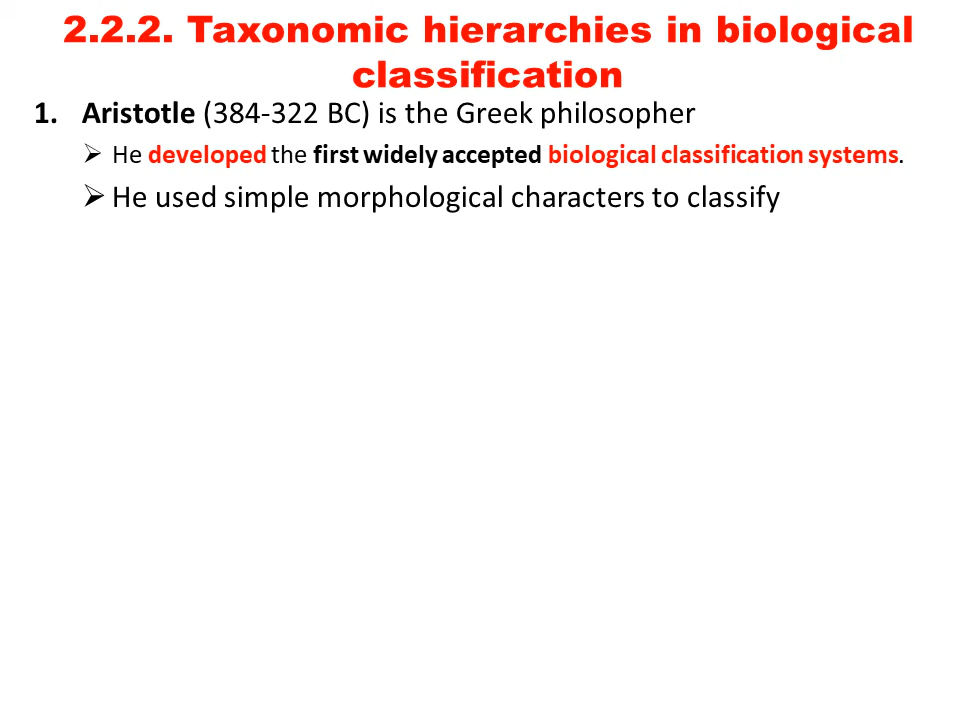 2.2.2. Taxonomic hierarchies in biological
classification
1. Aristotle (384-322 BC) is the Greek philosopher
➢ He developed the first widely accepted biological classification systems.
➢ He used simple morphological characters to classify